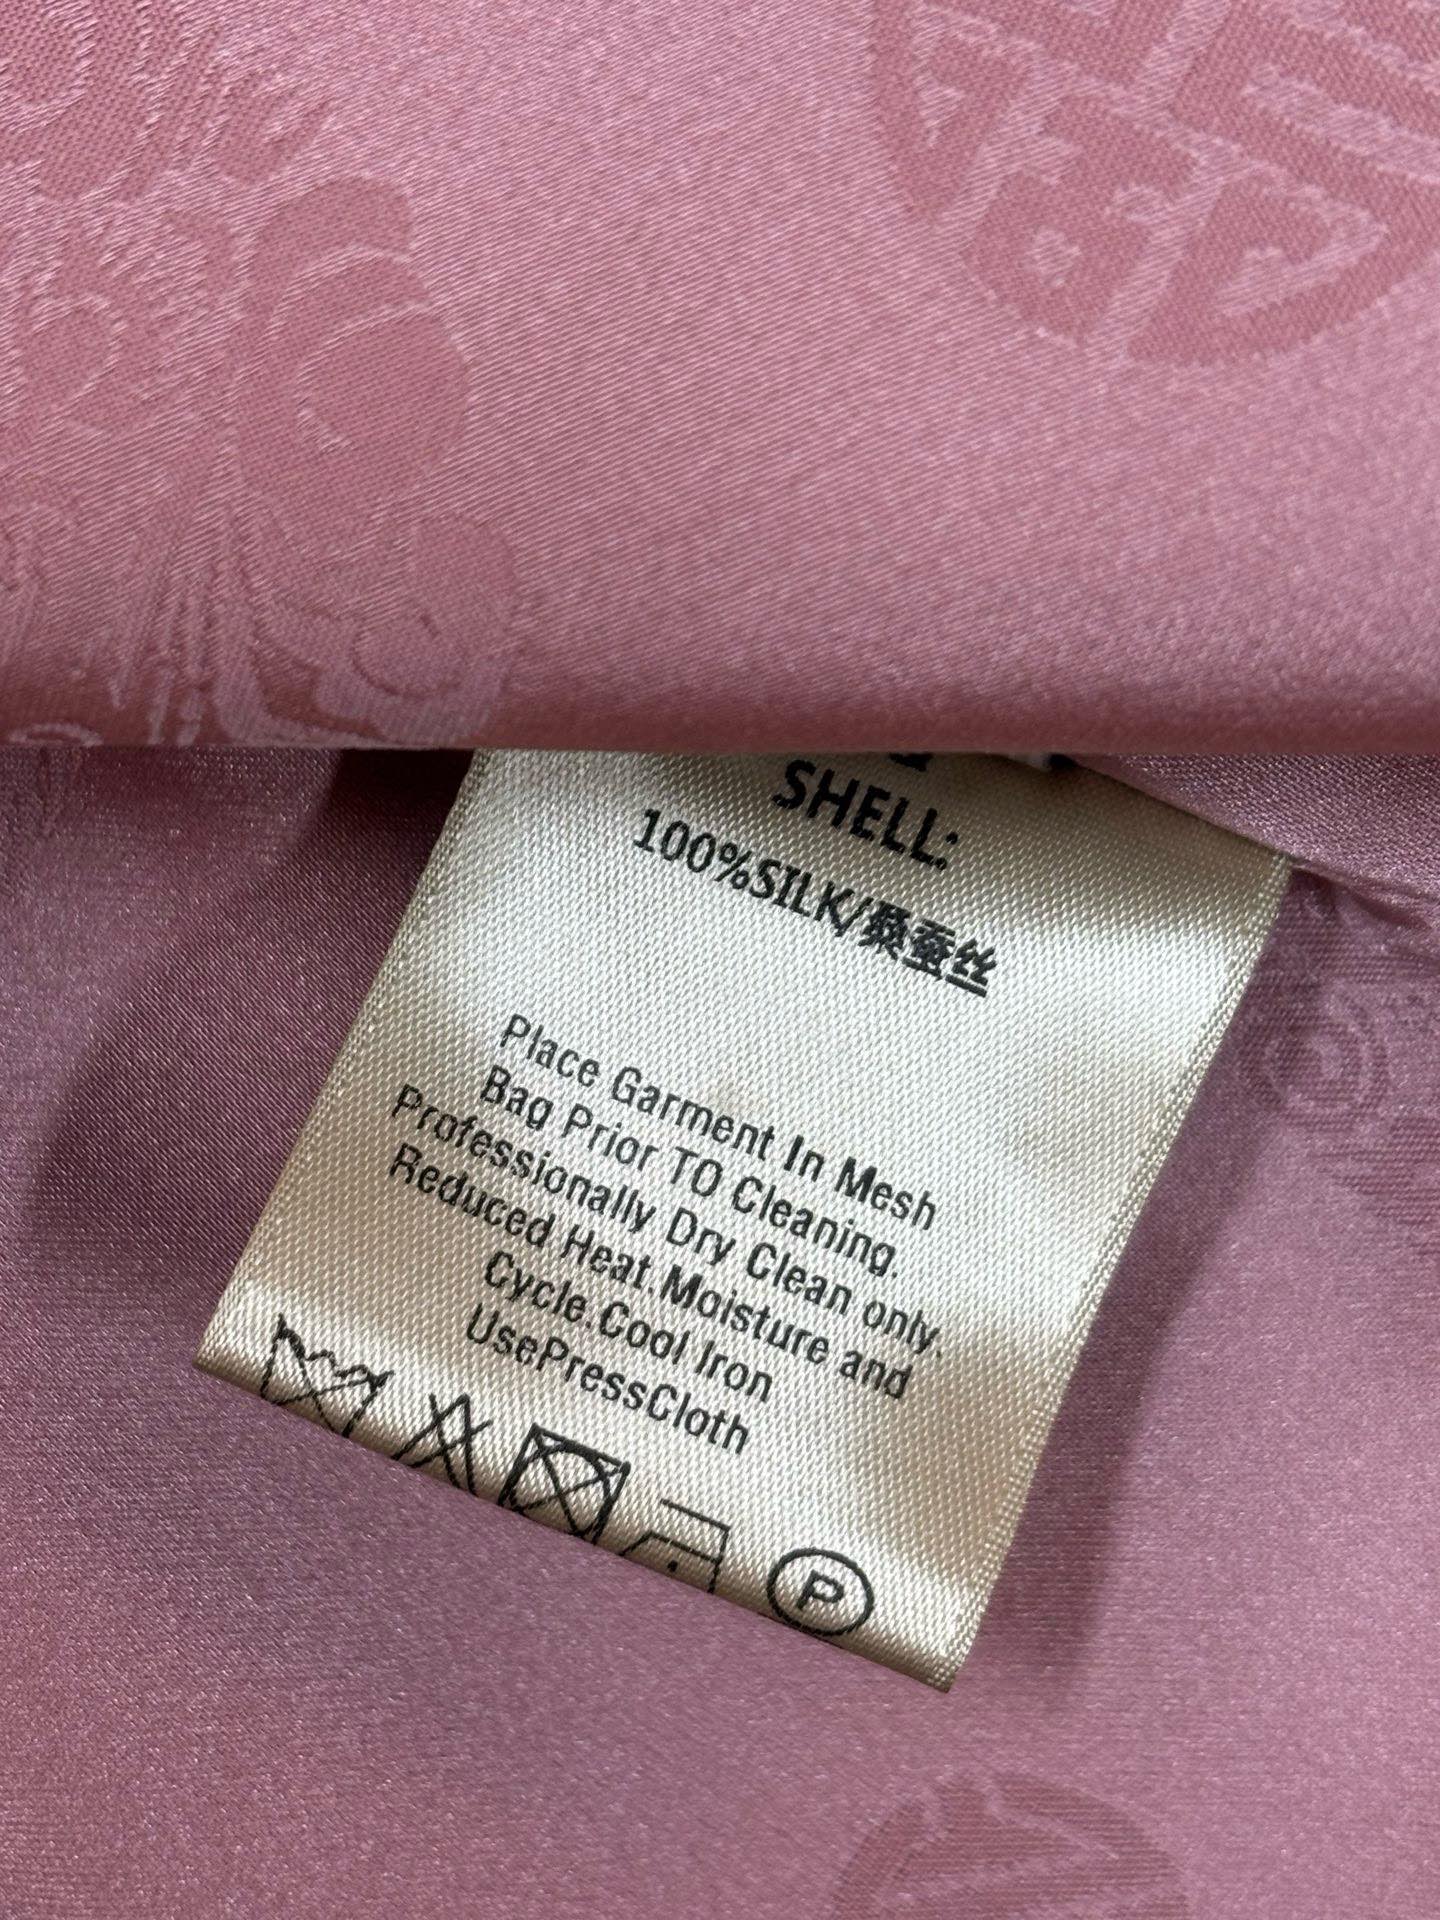 SHELL:
100%SILK/桑蚕丝
Place Garment In Mesh
Bag Prior TO Cleaning.
Professionally Dry Clean only.
Reduced Heat.Moisture and
Cycle.Cool Iron
UsePressCloth
P